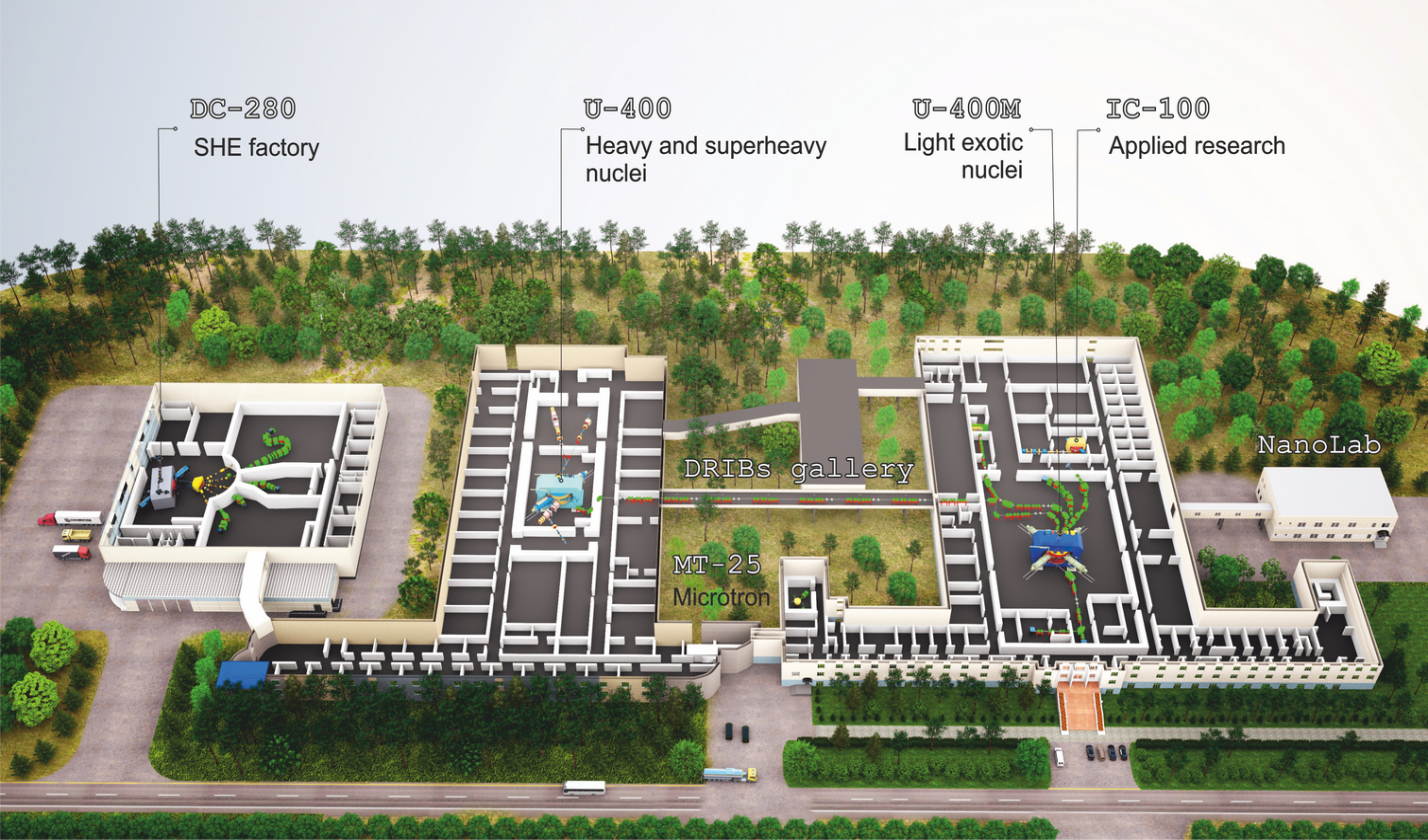 DC-280
SHE factory
U-400
Heavy and superheavy
nuclei
U-400M
Light exotic
nuclei
IC-100
Applied research
NanoLab
DRIBs gallery
MT-25
Microtron